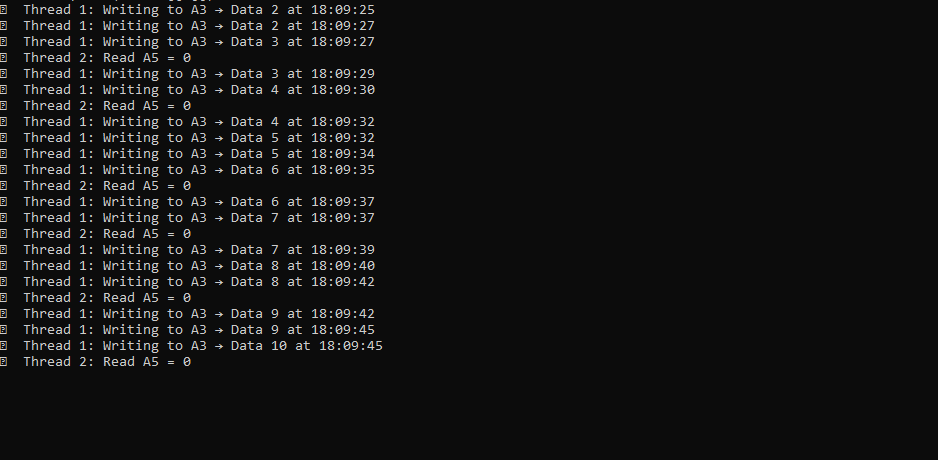 Thread 1: Writing to A3 → Data 2 at 18:09:25
Thread 1: Writing to A3 → Data 2 at 18:09:27
Thread 1: Writing to A3 → Data 3 at 18:09:27
Thread 2: Read A5 = 0
Thread 1: Writing to A3 → Data 3 at 18:09:29
Thread 1: Writing to A3 → Data 4 at 18:09:30
Thread 2: Read A5 = 0
Thread 1: Writing to A3 → Data 4 at 18:09:32
Thread 1: Writing to A3 → Data 5 at 18:09:32
Thread 1: Writing to A3 → Data 5 at 18:09:34
Thread 1: Writing to A3 → Data 6 at 18:09:35
Thread 2: Read A5 = 0
Thread 1: Writing to A3 → Data 6 at 18:09:37
Thread 1: Writing to A3 → Data 7 at 18:09:37
Thread 2: Read A5 = 0
Thread 1: Writing to A3 → Data 7 at 18:09:39
Thread 1: Writing to A3 → Data 8 at 18:09:40
Thread 1: Writing to A3 → Data 8 at 18:09:42
Thread 2: Read A5 = 0
Thread 1: Writing to A3 → Data 9 at 18:09:42
Thread 1: Writing to A3 → Data 9 at 18:09:45
Thread 1: Writing to A3 → Data 10 at 18:09:45
Thread 2: Read A5 = 0